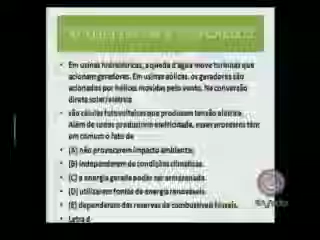 Em usinas hidrelétricas, a queda d'água move turbinas que
acionam geradores. Em usinas eólicas, os geradores são
acionados por hélices movidas pelo vento. Na conversão
direta solar-elétrica
são células fotovoltaicas que produzem tensão elétrica.
Além de todos produzirem eletricidade, esses processos têm
em comum o fato de
(A) não provocarem impacto ambiental.
(B) independerem de condições climáticas.
(C) a energia gerada poder ser armazenada.
(D) utilizarem fontes de energia renováveis.
(E) dependerem das reservas de combustíveis fósseis.
Letra d